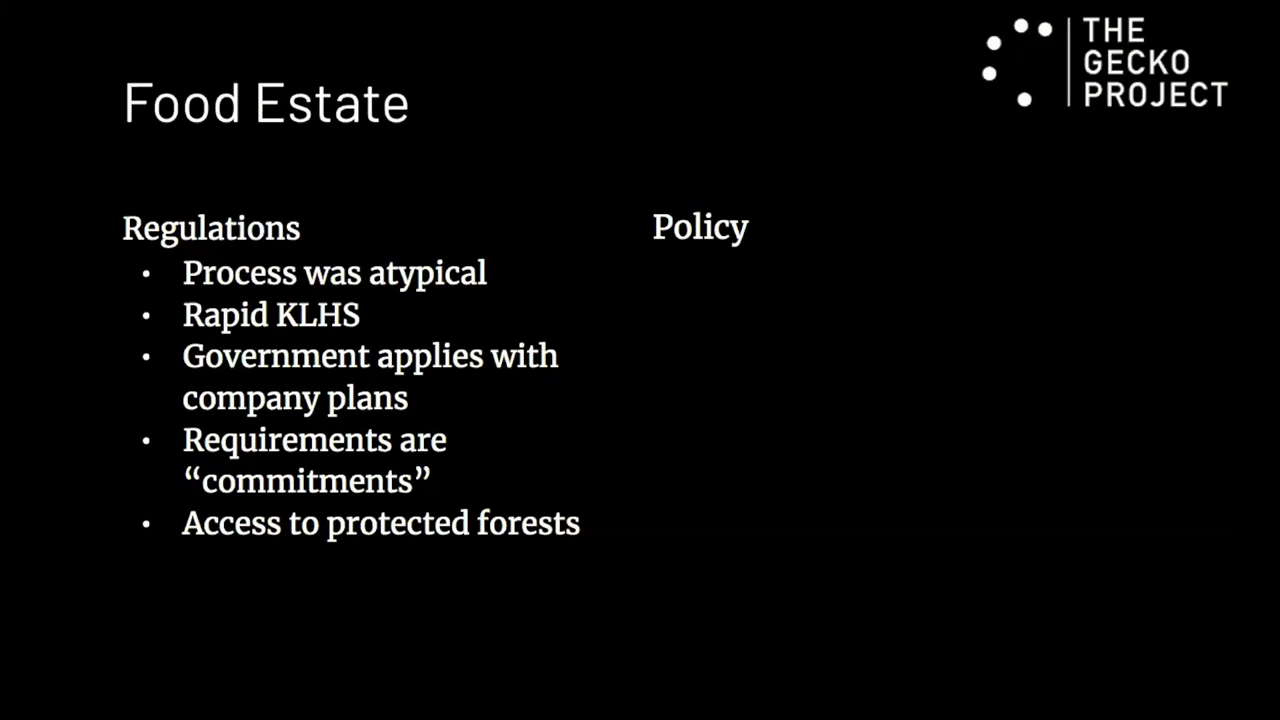 THE
GECKO
PROJECT
Food Estate
Regulations
• Process was atypical
• Rapid KLHS
• Government applies with
company plans
• Requirements are
“commitments”
• Access to protected forests
Policy